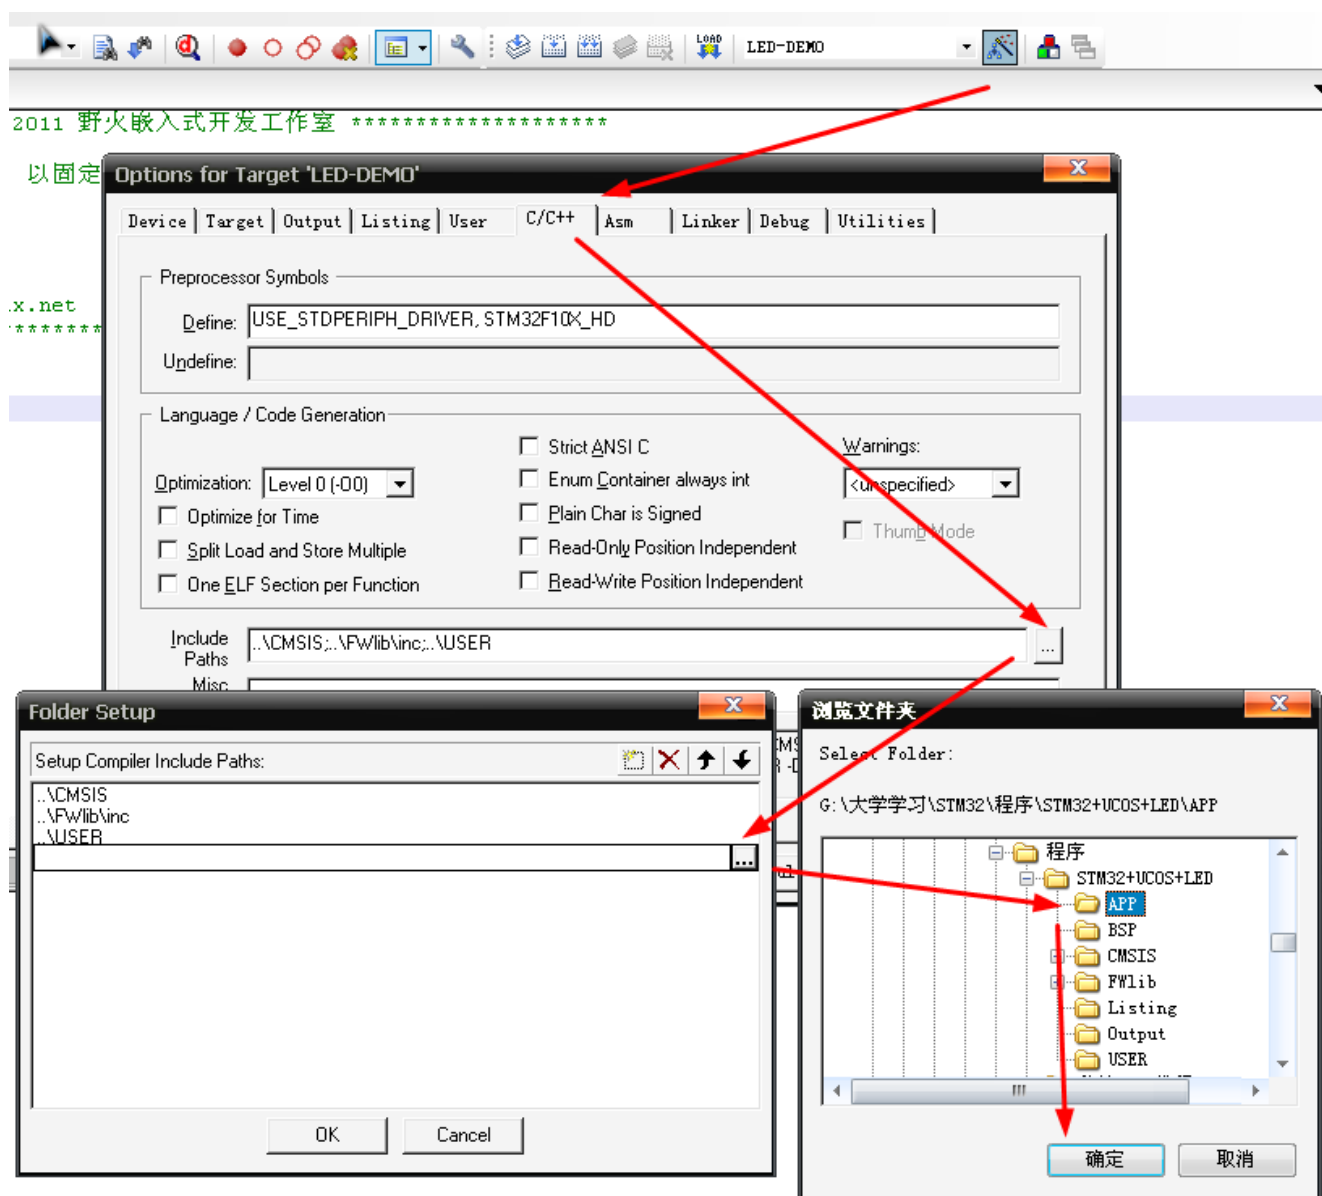 LOAD
LED-DEMO
2011 野火嵌入式开发工作室 ********************
以固定
Options for Target 'LED-DEMO'
Device Target Output Listing User C/C++ Asm Linker Debug Utilities
Preprocessor Symbols
.x.net
Define: USE_STDPERIPH_DRIVER, STM32F10X_HD
********
Undefine:
Language / Code Generation
Strict ANSI C
Warnings:
Optimization: Level 0 (-O0)
Enum Container always int
<unspecified>
Optimize for Time
Plain Char is Signed
Thumb Mode
Split Load and Store Multiple
Read-Only Position Independent
One ELF Section per Function
Read-Write Position Independent
Include Paths
..\CMSIS;..\FWlib\inc;..\USER
...
Misc
Folder Setup
Setup Compiler Include Paths:
..\CMSIS
..\FWlib\inc
..\USER
...
OK
Cancel
浏览文件夹
Select Folder:
G:\大学学习\STM32\程序\STM32+UCOS+LED\APP
程序
STM32+UCOS+LED
APP
BSP
CMSIS
FWlib
Listing
Output
USER
确定
取消